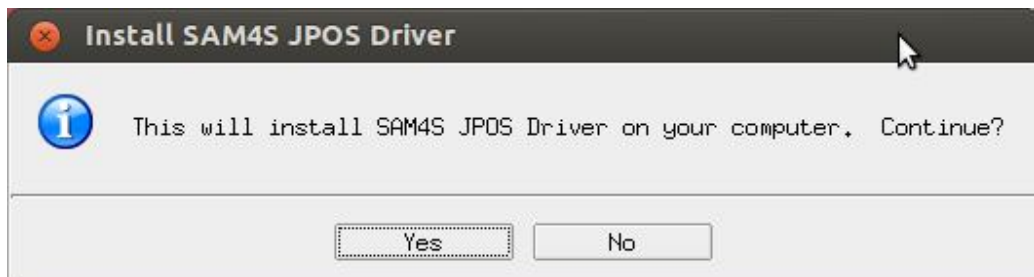 Install SAM4S JPOS Driver
This will install SAM4S JPOS Driver on your computer.  Continue?
Yes No